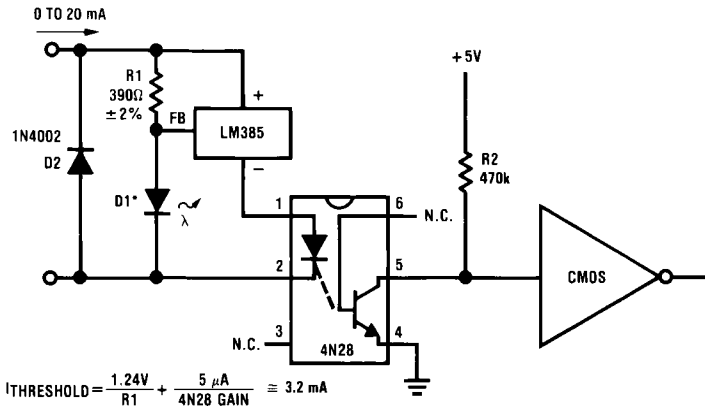 0 TO 20 mA
+5V
R1
390Ω
±2%
FB
+
LM385
−
1N4002
D2
D1*
λ
R2
470k
1
6
N.C.
2
5
CMOS
N.C.
3
4
4N28
ITHRESHOLD = 1.24V / R1 + 5 μA / 4N28 GAIN ≅ 3.2 mA